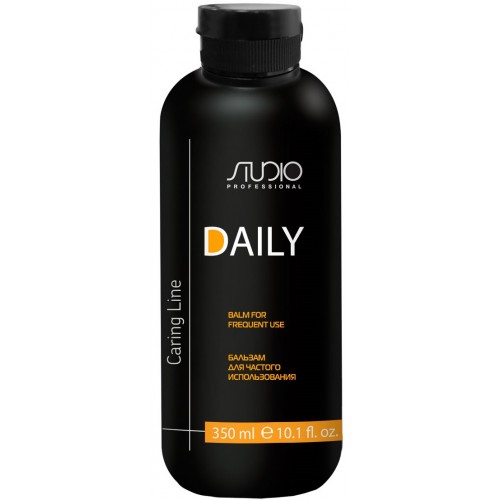 STUDIO
PROFESSIONAL
DAILY
BALM FOR
FREQUENT USE
БАЛЬЗАМ
ДЛЯ ЧАСТОГО
ИСПОЛЬЗОВАНИЯ
350 ml ℮ 10.1 fl. oz.
Caring Line